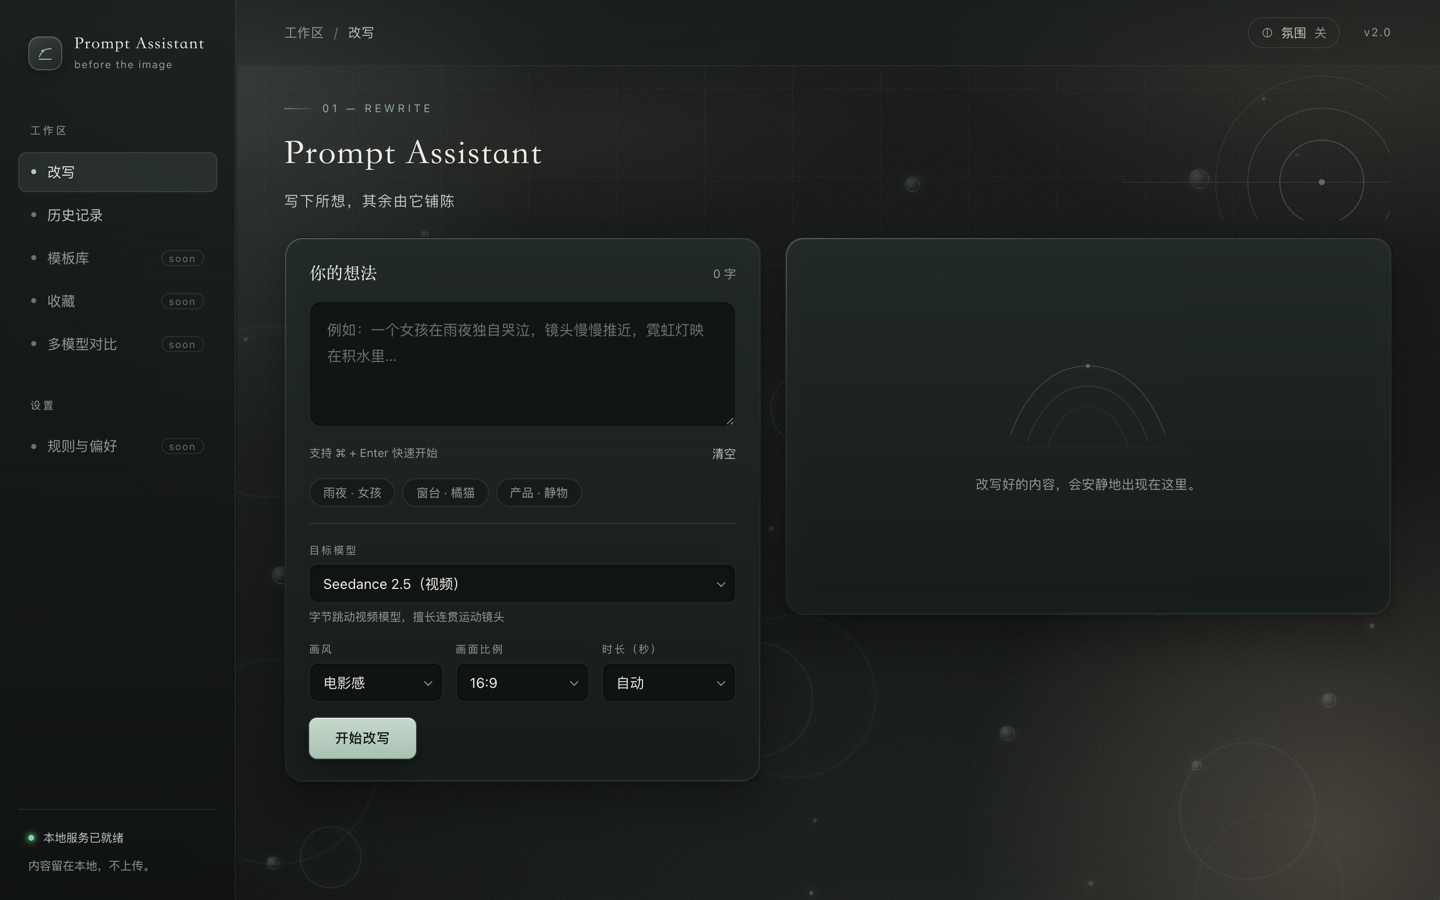 Prompt Assistant
before the image
工作区
改写
历史记录
模板库 soon
收藏 soon
多模型对比 soon
设置
规则与偏好 soon
本地服务已就绪
内容留在本地，不上传。
工作区 / 改写
氛围 关
v2.0
01 — REWRITE
Prompt Assistant
写下所想，其余由它铺陈
你的想法
0 字
例如：一个女孩在雨夜独自哭泣，镜头慢慢推近，霓虹灯映
在积水里...
支持 ⌘ + Enter 快速开始
清空
雨夜 · 女孩
窗台 · 橘猫
产品 · 静物
目标模型
Seedance 2.5（视频）
字节跳动视频模型，擅长连贯运动镜头
画风
画面比例
时长（秒）
电影感
16:9
自动
开始改写
改写好的内容，会安静地出现在这里。